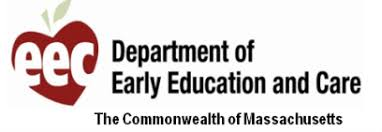 eec
Department of
Early Education and Care
The Commonwealth of Massachusetts